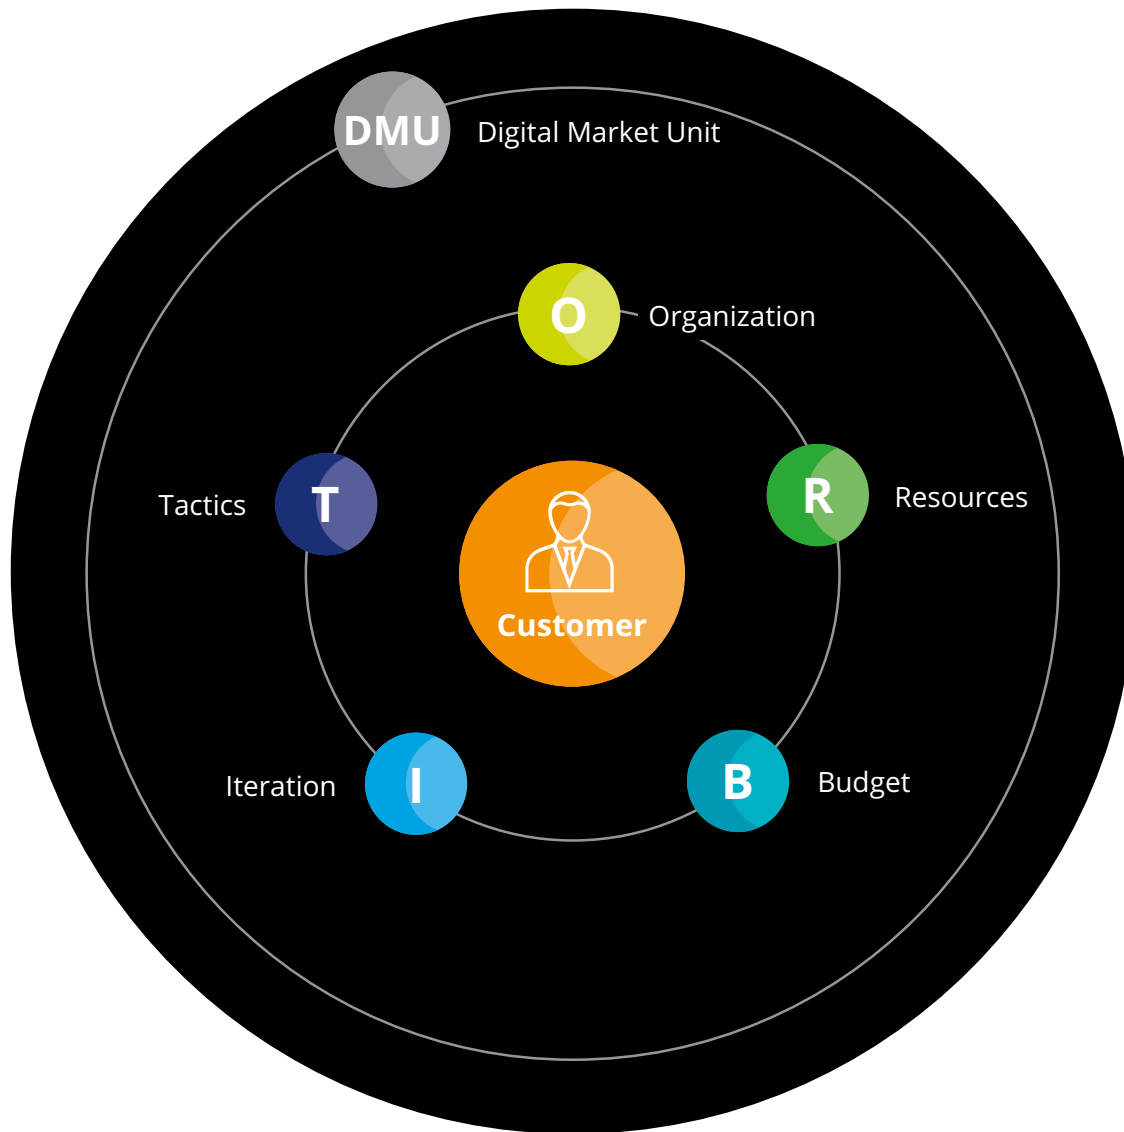 DMU Digital Market Unit
O Organization
R Resources
T
Tactics
Customer
B Budget
I
Iteration